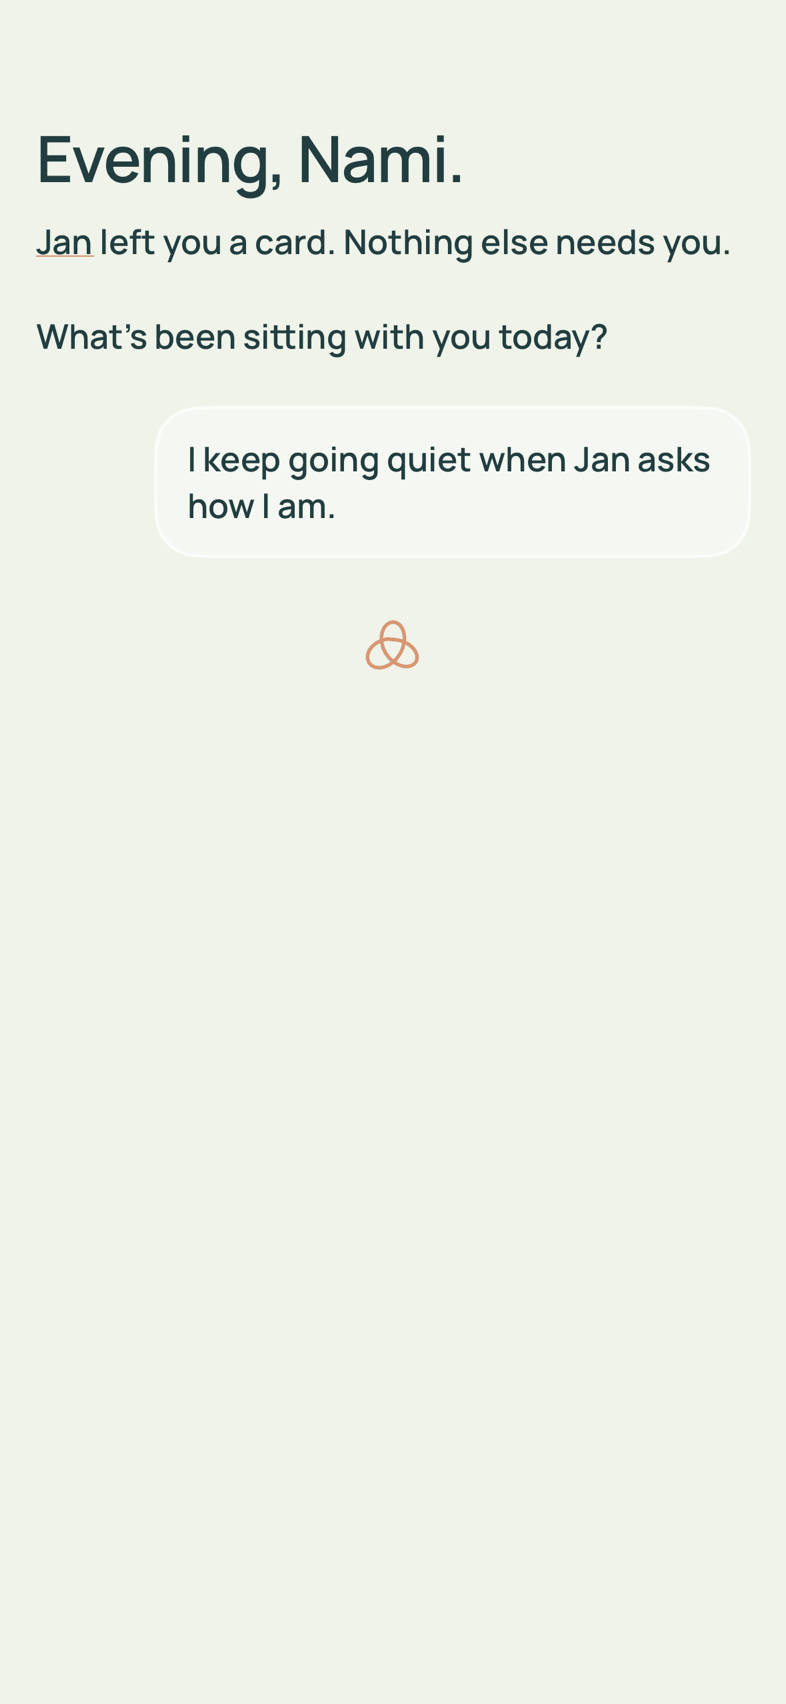 Evening, Nami.
Jan left you a card. Nothing else needs you.
What’s been sitting with you today?
I keep going quiet when Jan asks
how I am.